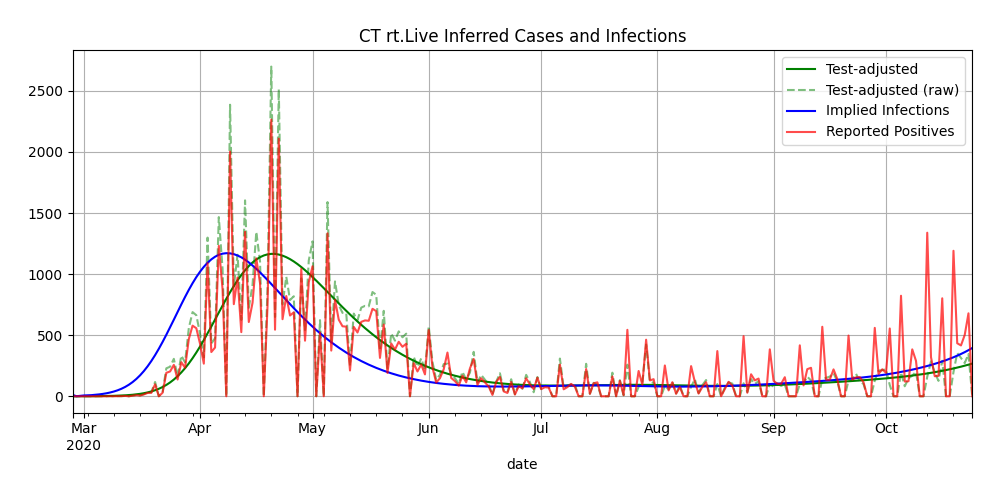 CT rt.Live Inferred Cases and Infections
Test-adjusted
Test-adjusted (raw)
Implied Infections
Reported Positives
2500
2000
1500
1000
500
0
Mar
2020
Apr
May
Jun
Jul
Aug
Sep
Oct
date